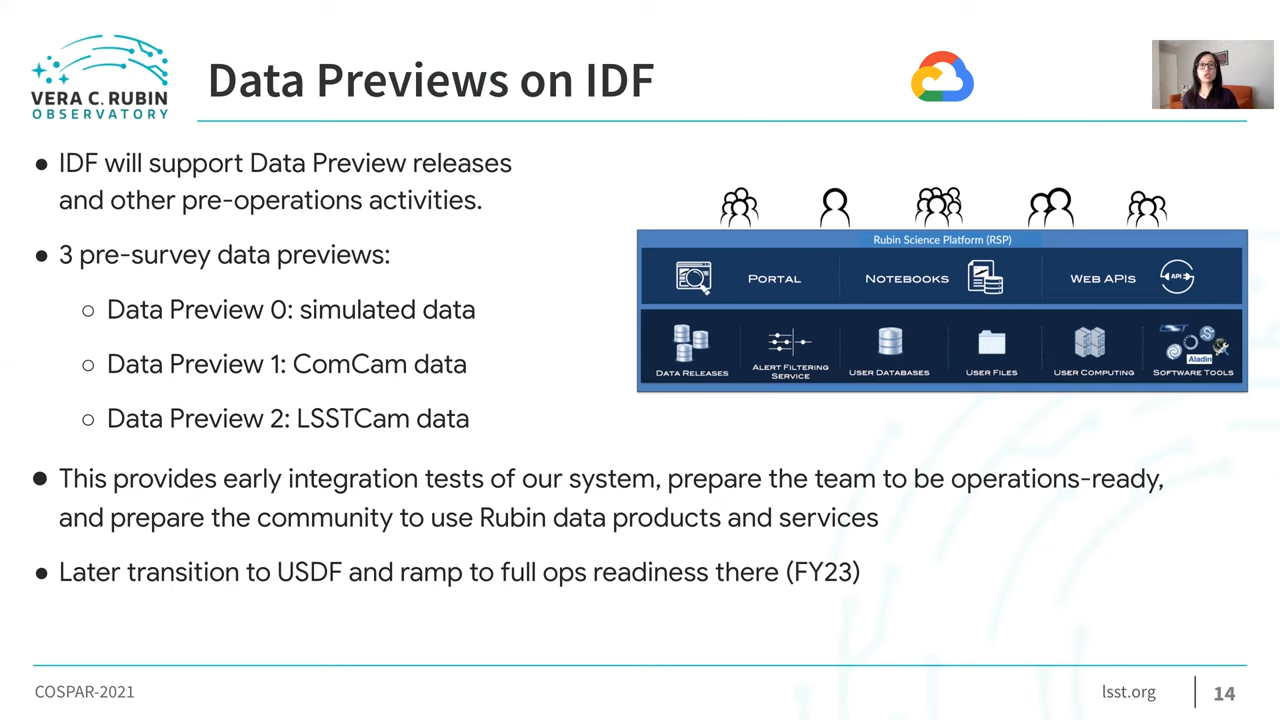 VERA C. RUBIN
OBSERVATORY
Data Previews on IDF
● IDF will support Data Preview releases
and other pre-operations activities.
● 3 pre-survey data previews:
○ Data Preview 0: simulated data
○ Data Preview 1: ComCam data
○ Data Preview 2: LSSTCam data
Rubin Science Platform (RSP)
PORTAL
NOTEBOOKS
WEB APIS
API
DATA RELEASES
ALERT FILTERING
SERVICE
USER DATABASES
USER FILES
USER COMPUTING
LSST
Aladin
SOFTWARE TOOLS
● This provides early integration tests of our system, prepare the team to be operations-ready,
and prepare the community to use Rubin data products and services
● Later transition to USDF and ramp to full ops readiness there (FY23)
COSPAR-2021
lsst.org
14